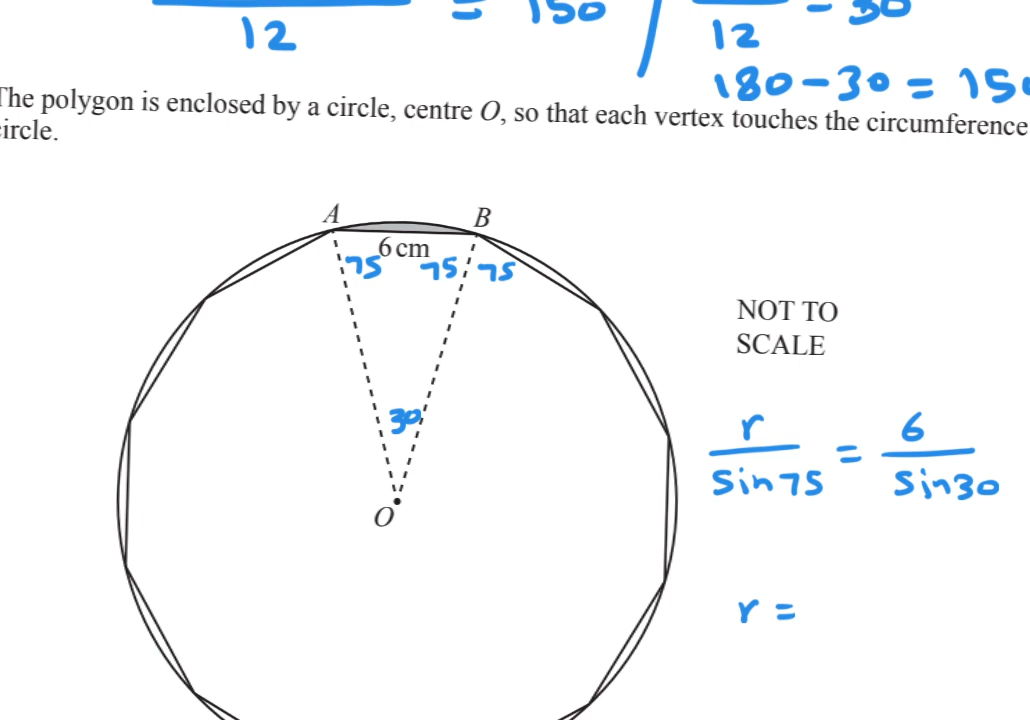 12 = 150 / 12 = 30
180 - 30 = 150
The polygon is enclosed by a circle, centre O, so that each vertex touches the circumference
circle.
A B
6 cm
75 75 75
NOT TO
SCALE
30
r / sin 75 = 6 / sin 30
O
r =